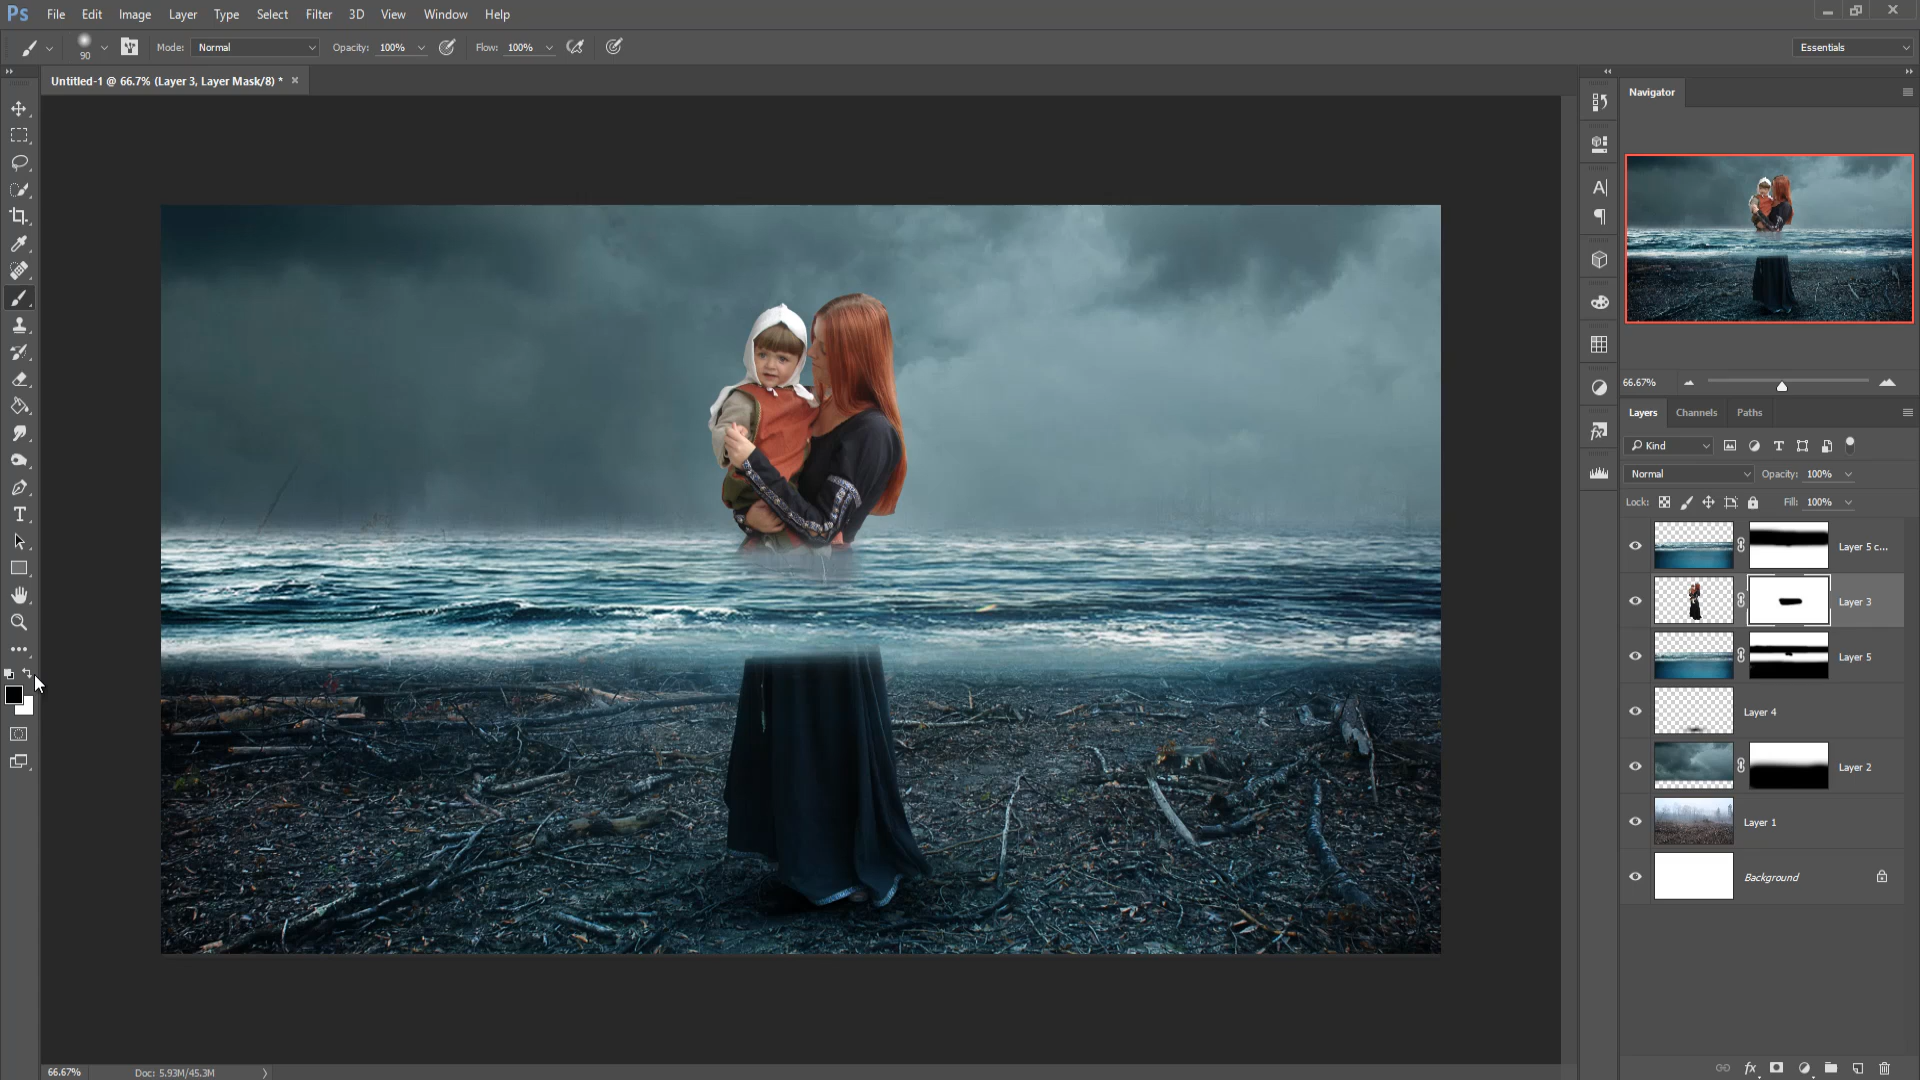 Ps File Edit Image Layer Type Select Filter 3D View Window Help
90 Mode: Normal Opacity: 100% Flow: 100% Essentials
Untitled-1 @ 66.7% (Layer 3, Layer Mask/8) * ×
Navigator
66.67%
Layers Channels Paths
Kind
Normal Opacity: 100%
Lock: Fill: 100%
Layer 5 c...
Layer 3
Layer 5
Layer 4
Layer 2
Layer 1
Background
66.67% Doc: 5.93M/45.3M